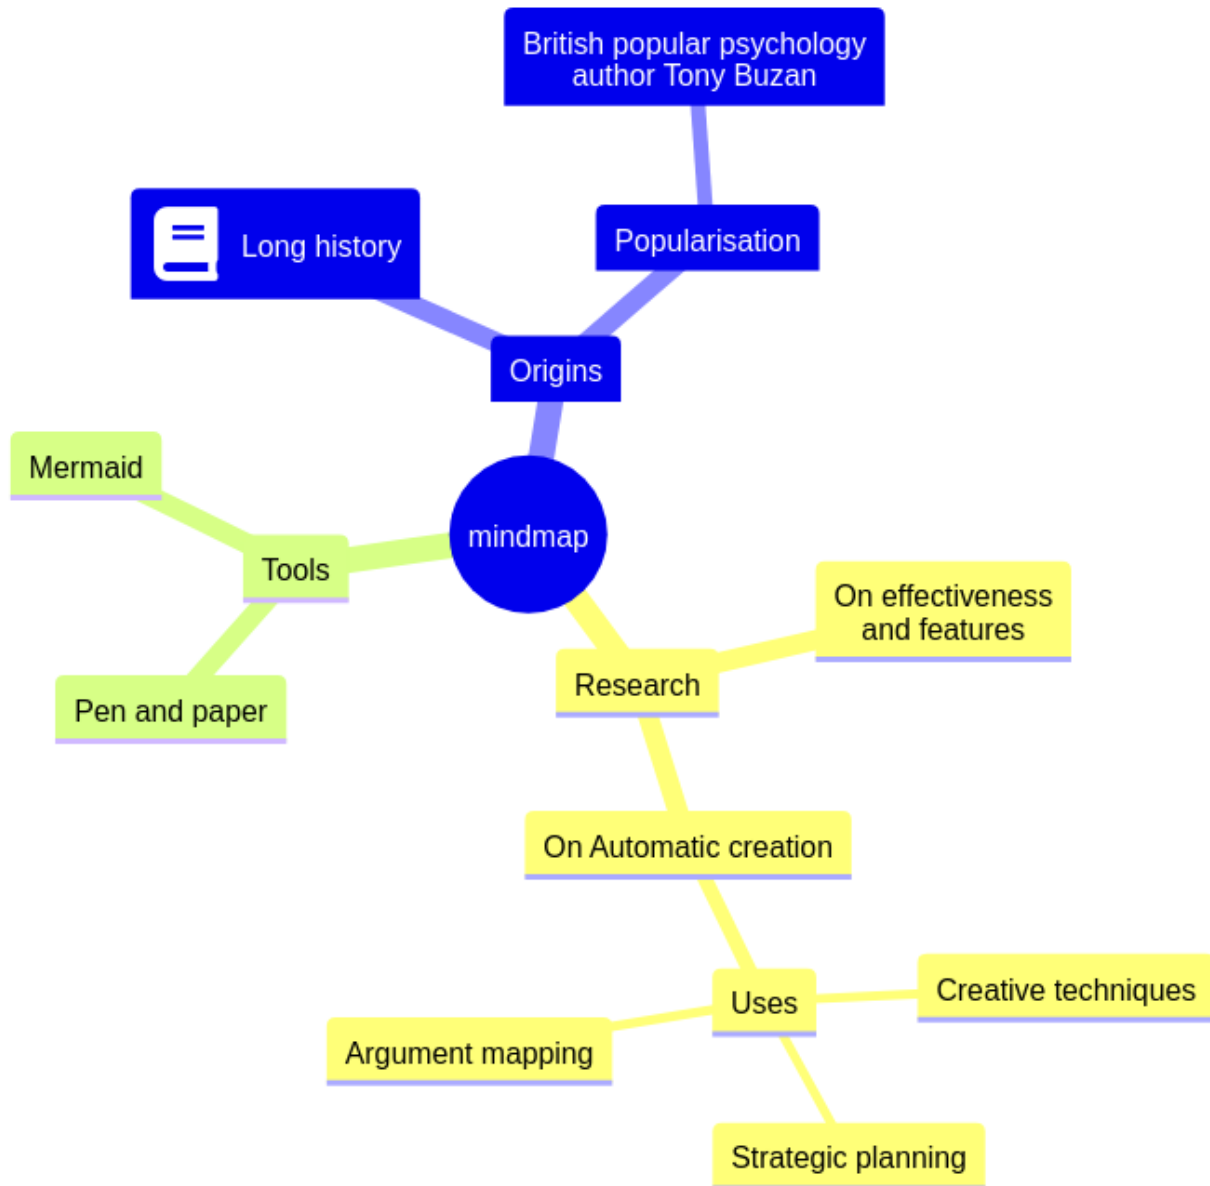 British popular psychology
author Tony Buzan
Long history
Popularisation
Origins
Mermaid
mindmap
Tools
On effectiveness
and features
Research
Pen and paper
On Automatic creation
Uses
Creative techniques
Argument mapping
Strategic planning